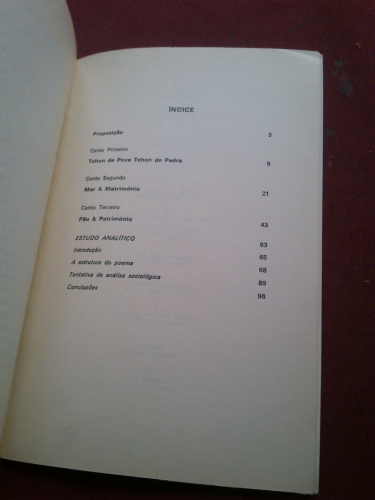 ÍNDICE
Proposição 3
Canto Primeiro
Tchon de Pove Tchon de Pedra 5
Canto Segundo
Mar & Matrimónio 21
Canto Terceiro
Pão & Património 43
ESTUDO ANALÍTICO 63
Introdução 65
A estrutura do poema 68
Tentativa de análise sociológica 89
Conclusões 96